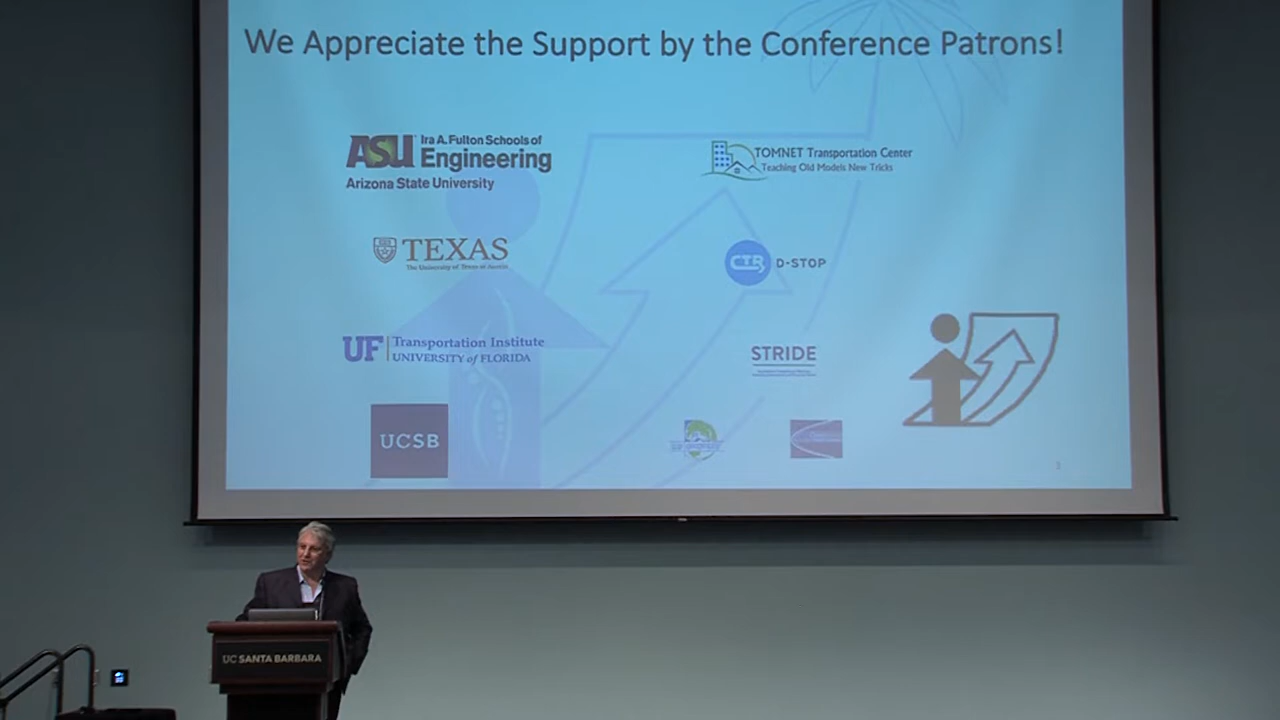 We Appreciate the Support by the Conference Patrons!
ASU Ira A. Fulton Schools of
Engineering
Arizona State University
TOMNET Transportation Center
Teaching Old Models New Tricks
TEXAS
The University of Texas at Austin
CTR D-STOP
UF Transportation Institute
UNIVERSITY of FLORIDA
STRIDE
UCSB
3
UC SANTA BARBARA